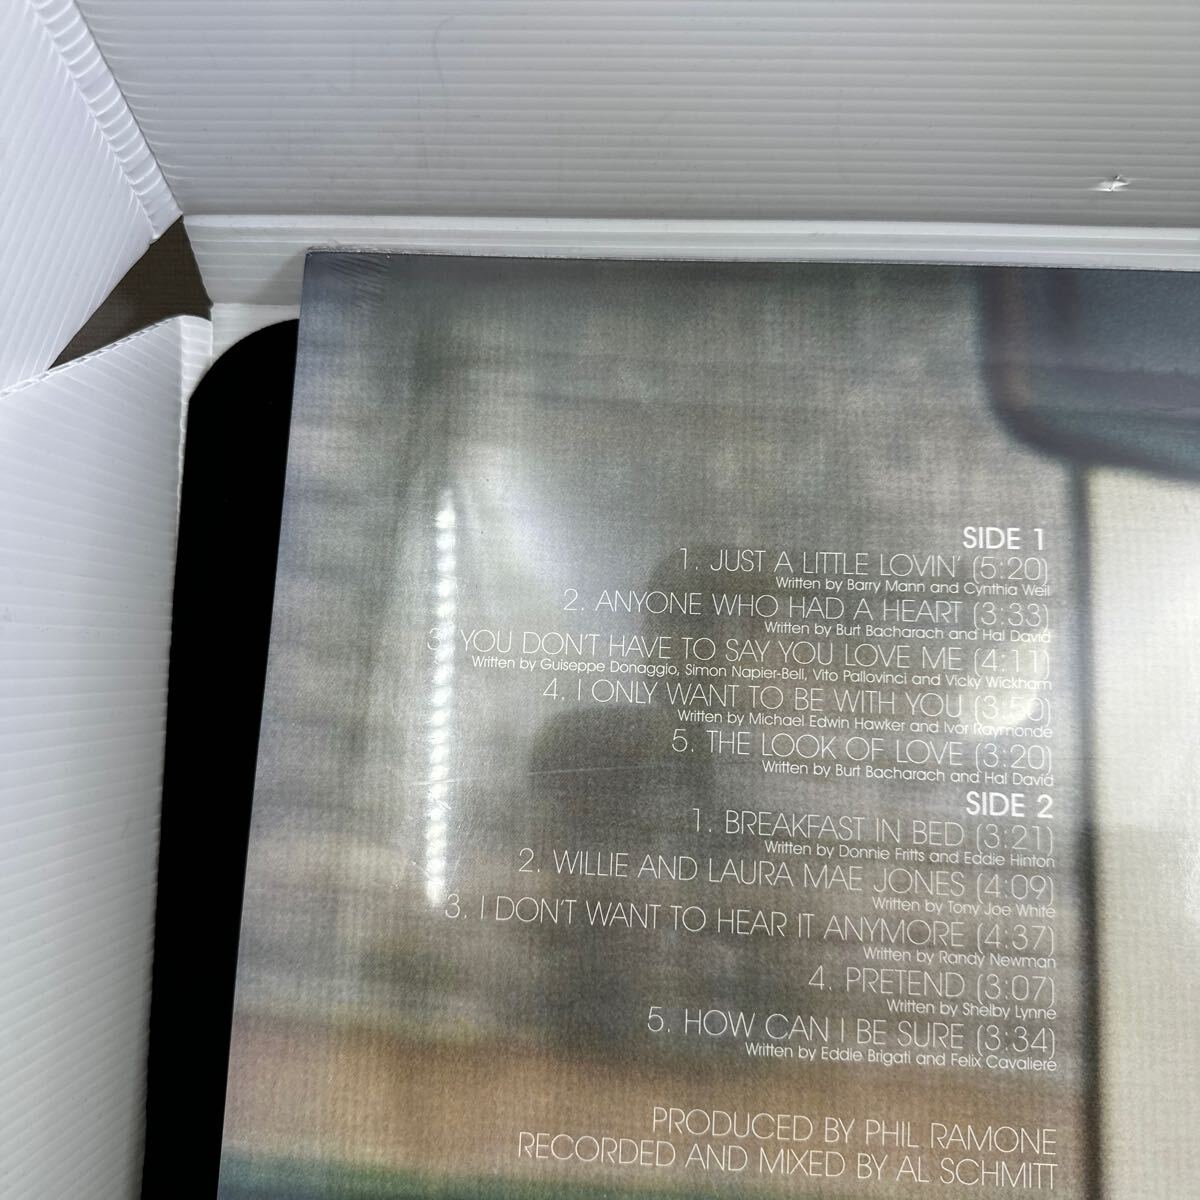 SIDE 1
1. JUST A LITTLE LOVIN' (5:20)
Written by Barry Mann and Cynthia Weil
2. ANYONE WHO HAD A HEART (3:33)
Written by Burt Bacharach and Hal David
3. YOU DON'T HAVE TO SAY YOU LOVE ME (4:11)
Written by Guiseppe Donaggio, Simon Napier-Bell, Vito Pallovinci and Vicky Wickham
4. I ONLY WANT TO BE WITH YOU (3:50)
Written by Michael Edwin Hawker and Ivor Raymonde
5. THE LOOK OF LOVE (3:20)
Written by Burt Bacharach and Hal David
SIDE 2
1. BREAKFAST IN BED (3:21)
Written by Donnie Fritts and Eddie Hinton
2. WILLIE AND LAURA MAE JONES (4:09)
Written by Tony Joe White
3. I DON'T WANT TO HEAR IT ANYMORE (4:37)
Written by Randy Newman
4. PRETEND (3:07)
Written by Shelby Lynne
5. HOW CAN I BE SURE (3:34)
Written by Eddie Brigati and Felix Cavaliere
PRODUCED BY PHIL RAMONE
RECORDED AND MIXED BY AL SCHMITT